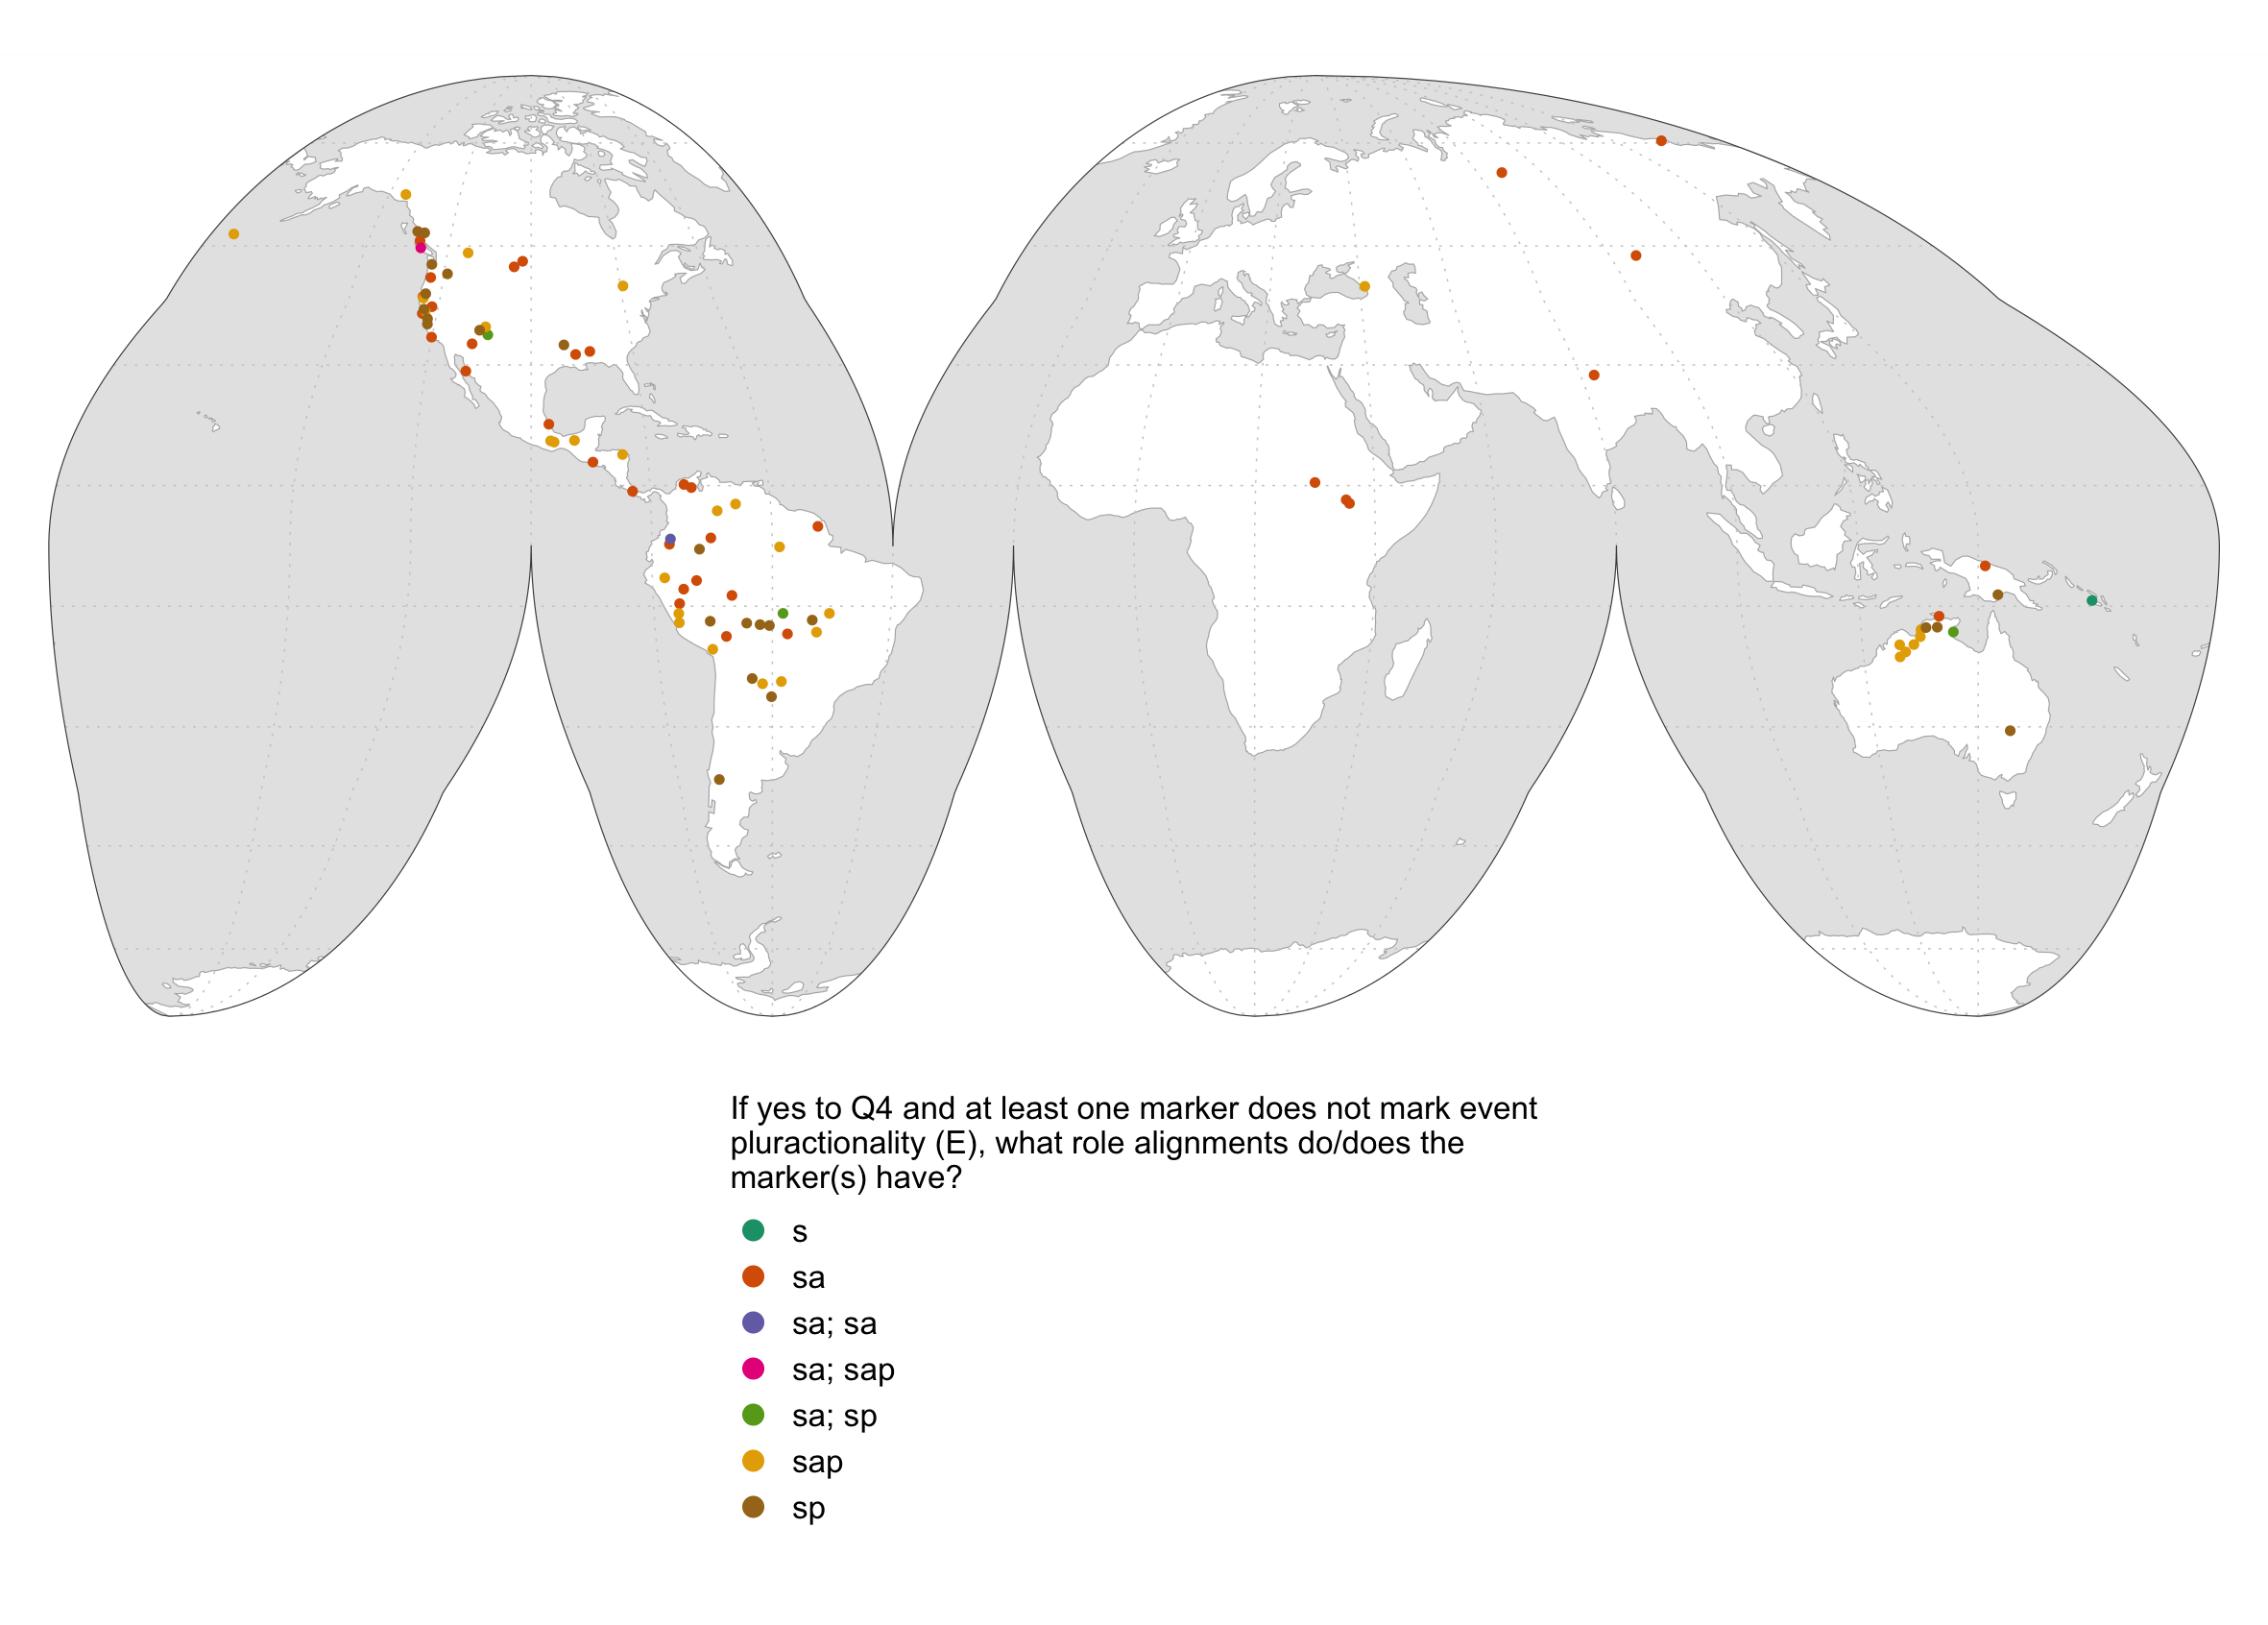 If yes to Q4 and at least one marker does not mark event
pluractionality (E), what role alignments do/does the
marker(s) have?
s
sa
sa; sa
sa; sap
sa; sp
sap
sp